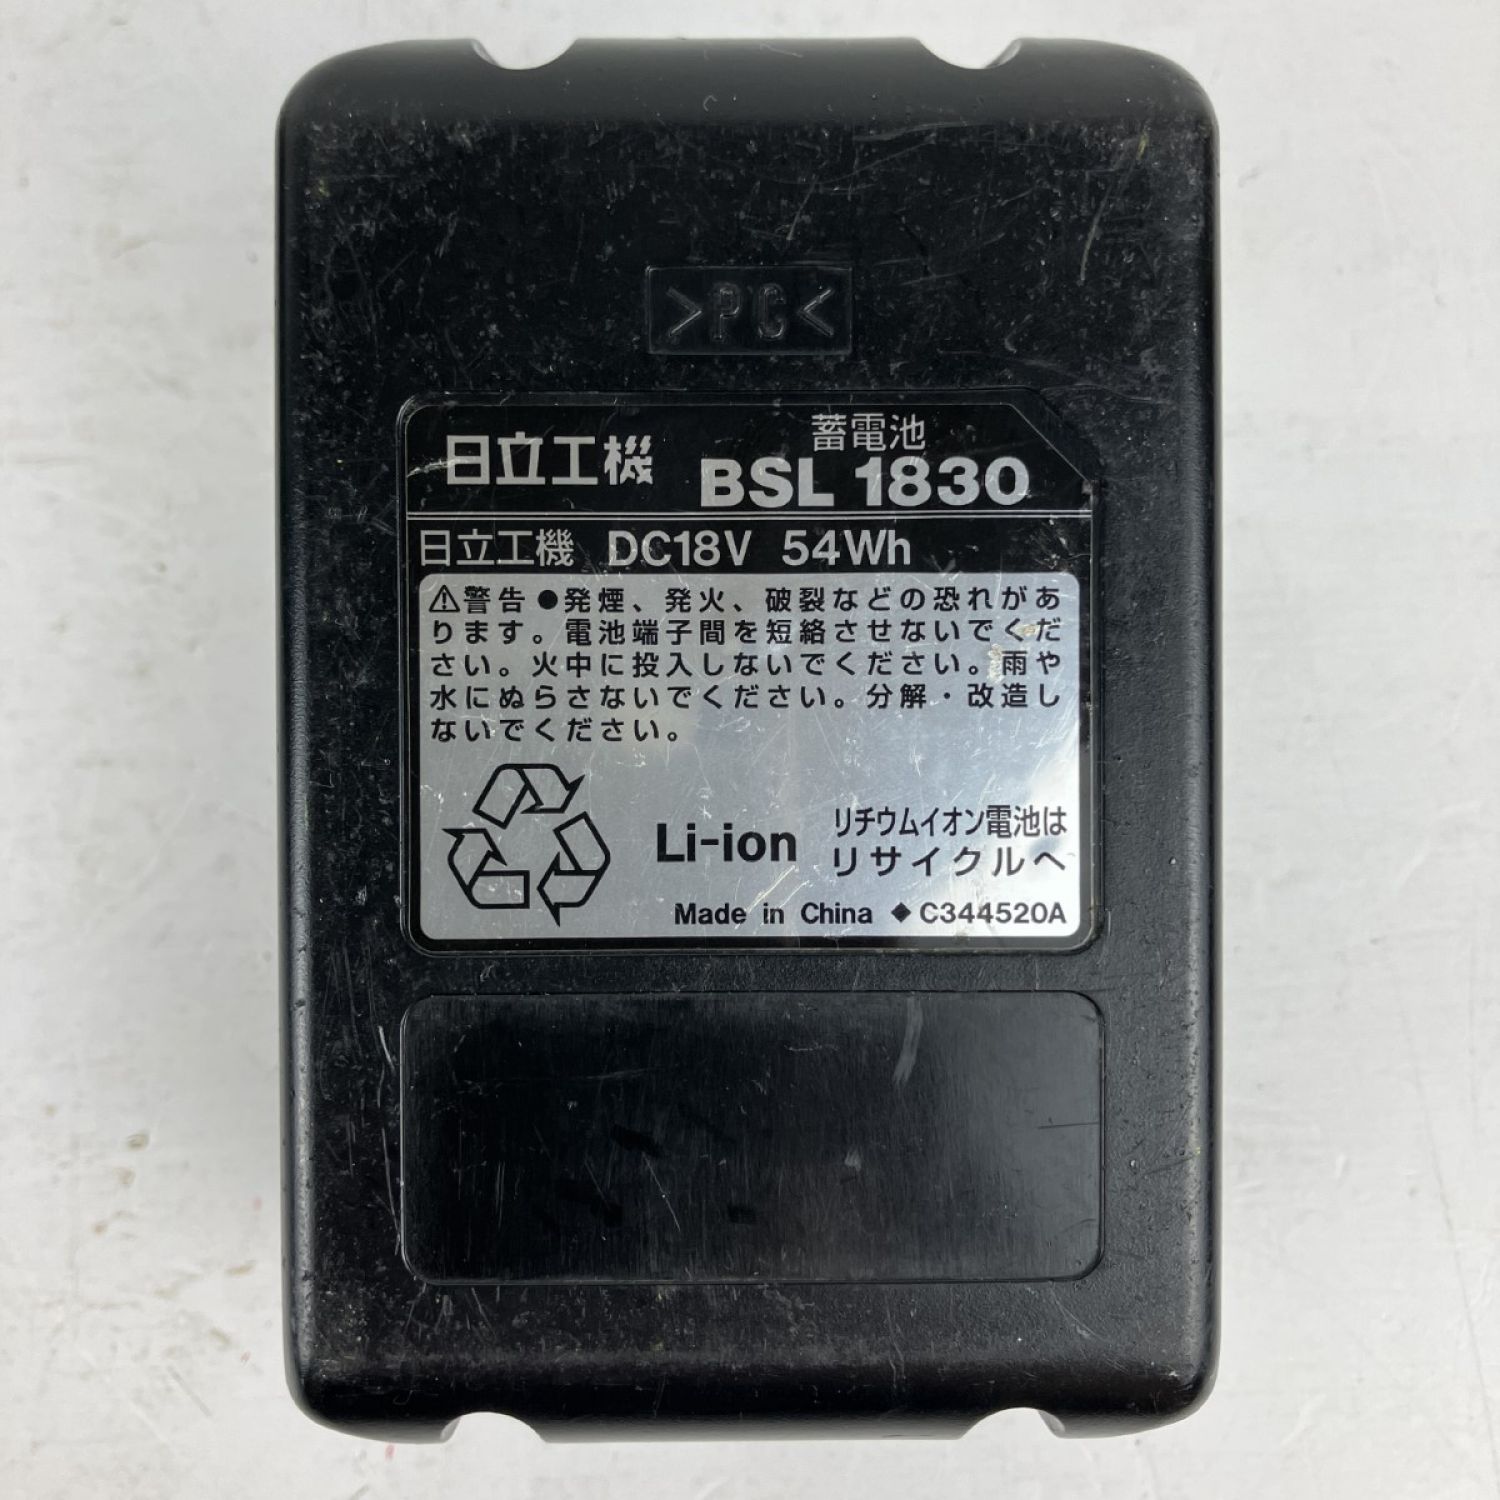 >PC<
日立工機 蓄電池
BSL 1830
日立工機 DC18V 54Wh
⚠警告 ●発煙、発火、破裂などの恐れがあ
ります。電池端子間を短絡させないでくだ
さい。火中に投入しないでください。雨や
水にぬらさないでください。分解・改造し
ないでください。
Li-ion リチウムイオン電池は
リサイクルへ
Made in China ◆ C344520A